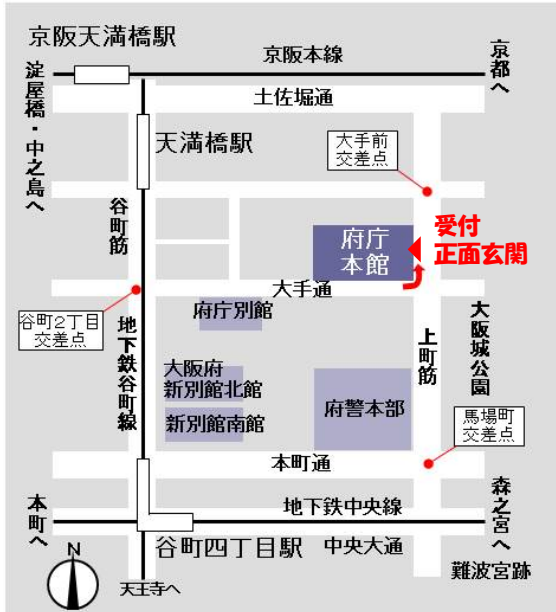 京阪天満橋駅
京阪本線
京都へ
淀屋橋・中之島へ
土佐堀通
天満橋駅
大手前
交差点
谷町筋
府庁
本館
受付
正面玄関
大手通
谷町2丁目
交差点
府庁別館
地下鉄谷町線
上町筋
大阪城公園
大阪府
新別館北館
新別館南館
府警本部
馬場町
交差点
本町通
本町へ
地下鉄中央線
森之宮へ
谷町四丁目駅
中央大通
N
天王寺へ
難波宮跡